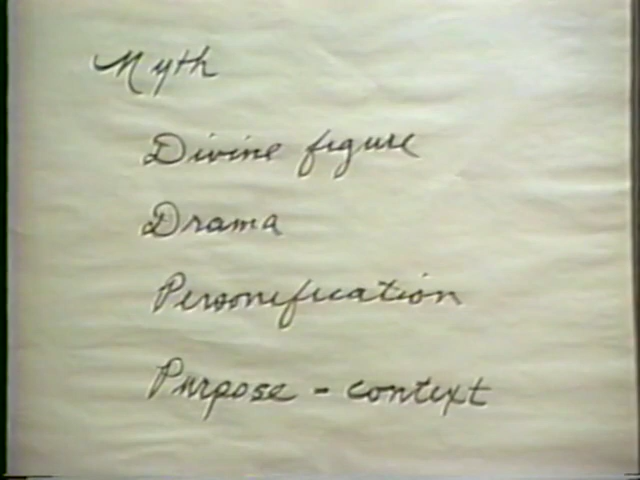 Myth
Divine figure
Drama
Personification
Purpose - context